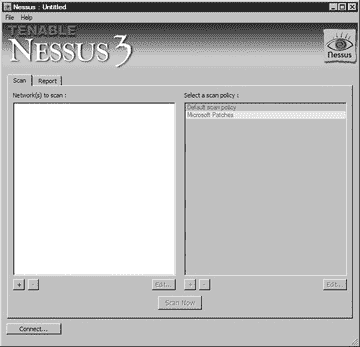 Nessus : Untitled
File Help
TENABLE
NESSUS 3
Nessus
Scan Report
Network(s) to scan : Select a scan policy :
Default scan policy
Microsoft Patches
+ - Edit... + - Edit...
Scan Now
Connect...